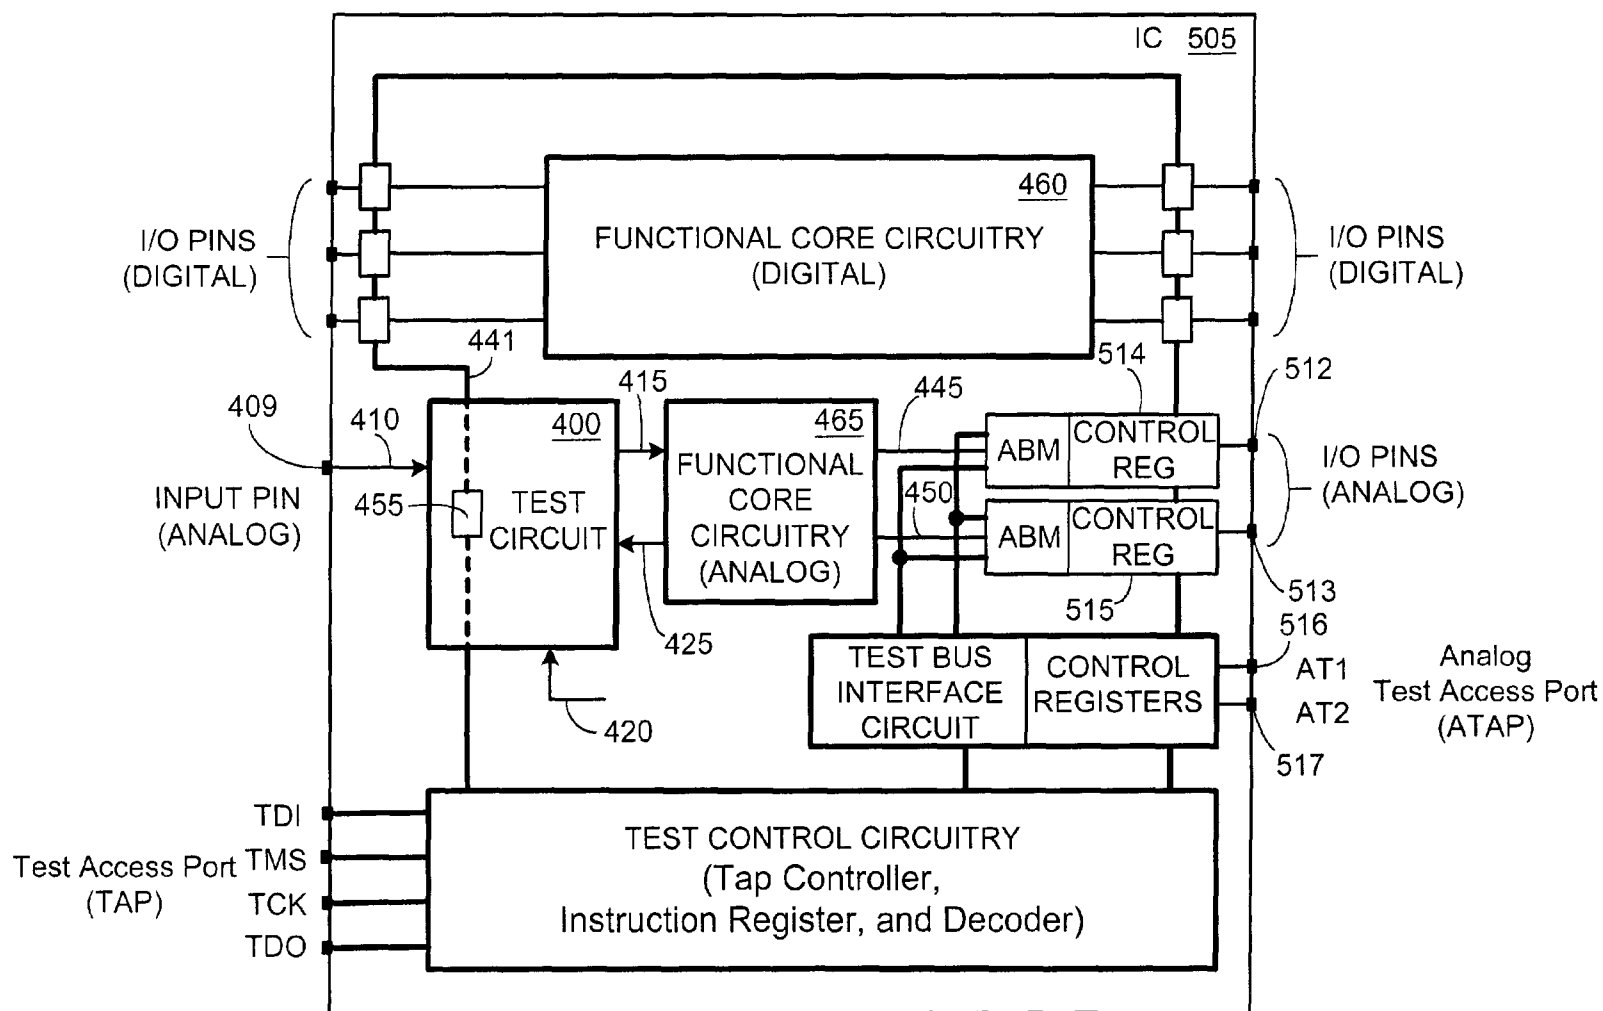 IC 505
460
FUNCTIONAL CORE CIRCUITRY
(DIGITAL)
I/O PINS
(DIGITAL)
I/O PINS
(DIGITAL)
441
415
445
514
512
409
410
400
465
ABM
CONTROL
REG
I/O PINS
(ANALOG)
INPUT PIN
(ANALOG)
455
TEST
CIRCUIT
FUNCTIONAL
CORE
CIRCUITRY
(ANALOG)
450
ABM
CONTROL
REG
513
425
515
516
TEST BUS
INTERFACE
CIRCUIT
CONTROL
REGISTERS
AT1
AT2
Analog
Test Access Port
(ATAP)
420
517
TDI
TMS
TCK
TDO
Test Access Port
(TAP)
TEST CONTROL CIRCUITRY
(Tap Controller,
Instruction Register, and Decoder)